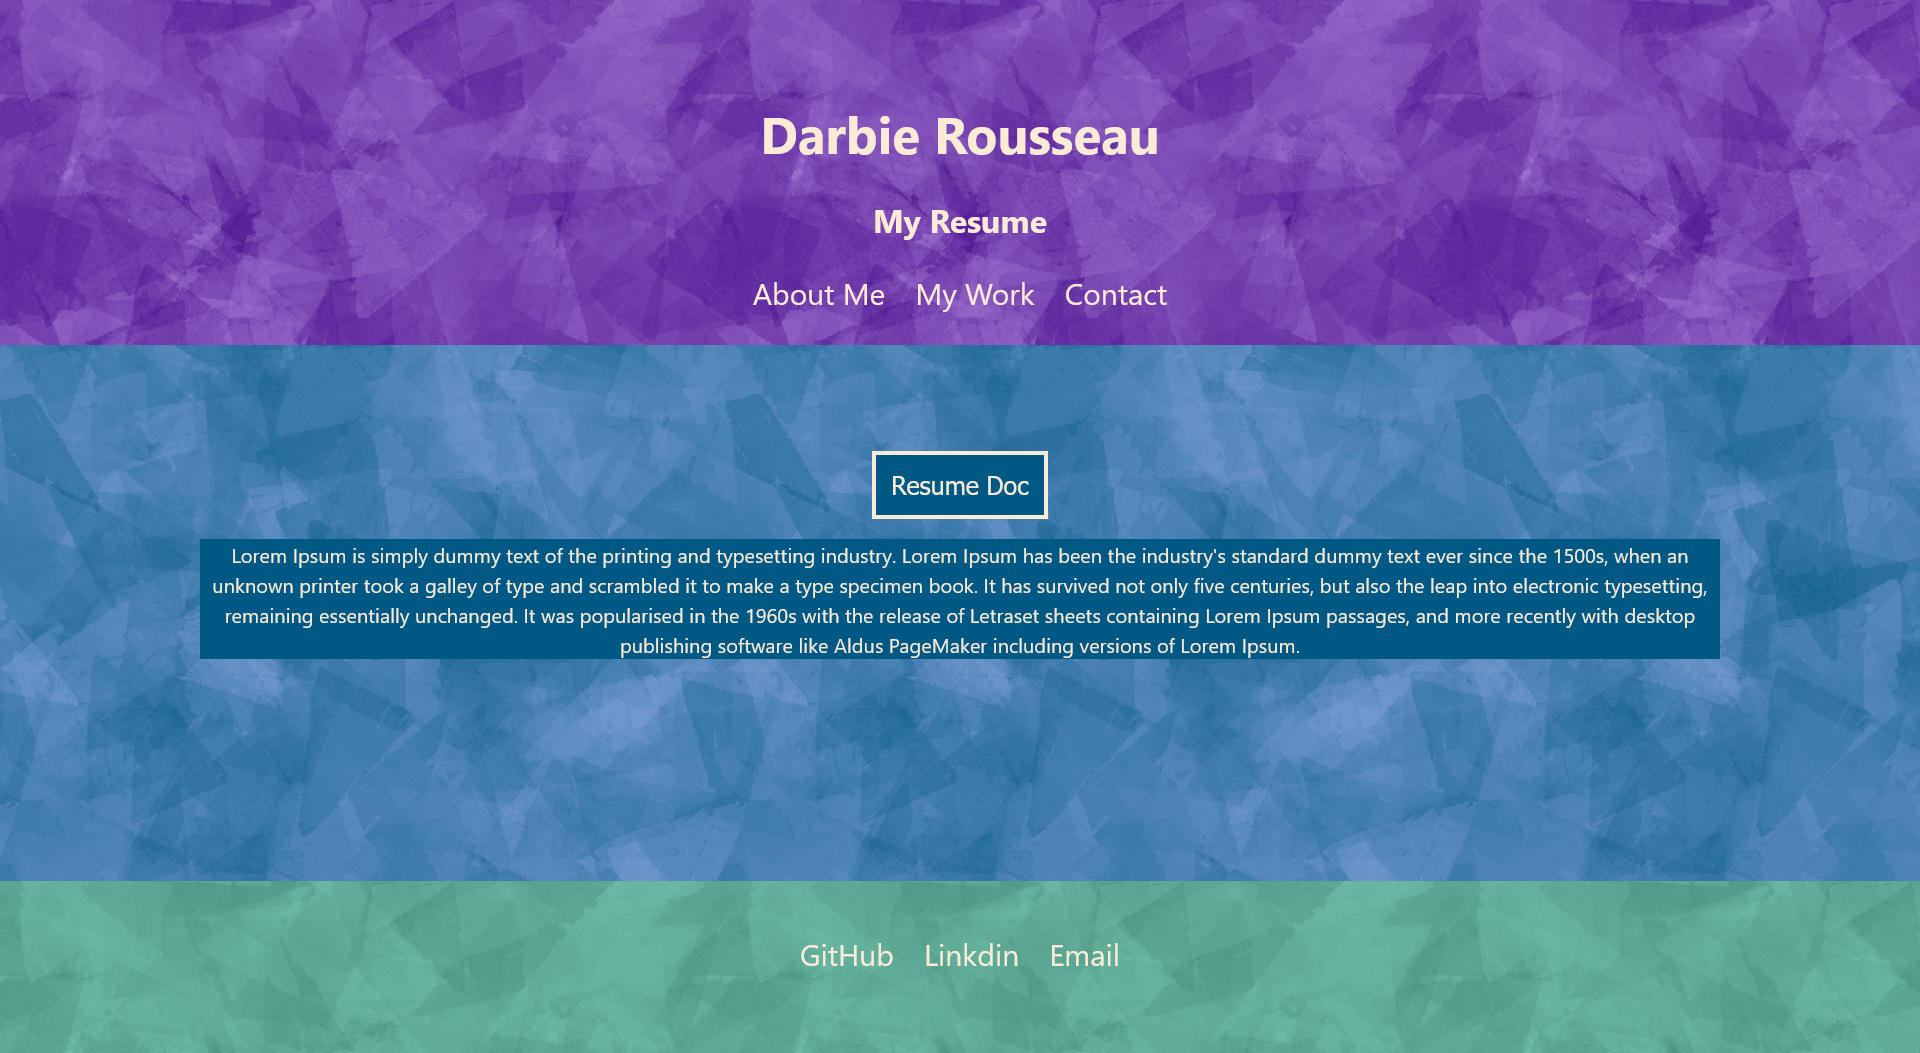 Darbie Rousseau
My Resume
About Me My Work Contact
Resume Doc
Lorem Ipsum is simply dummy text of the printing and typesetting industry. Lorem Ipsum has been the industry's standard dummy text ever since the 1500s, when an
unknown printer took a galley of type and scrambled it to make a type specimen book. It has survived not only five centuries, but also the leap into electronic typesetting,
remaining essentially unchanged. It was popularised in the 1960s with the release of Letraset sheets containing Lorem Ipsum passages, and more recently with desktop
publishing software like Aldus PageMaker including versions of Lorem Ipsum.
GitHub Linkdin Email